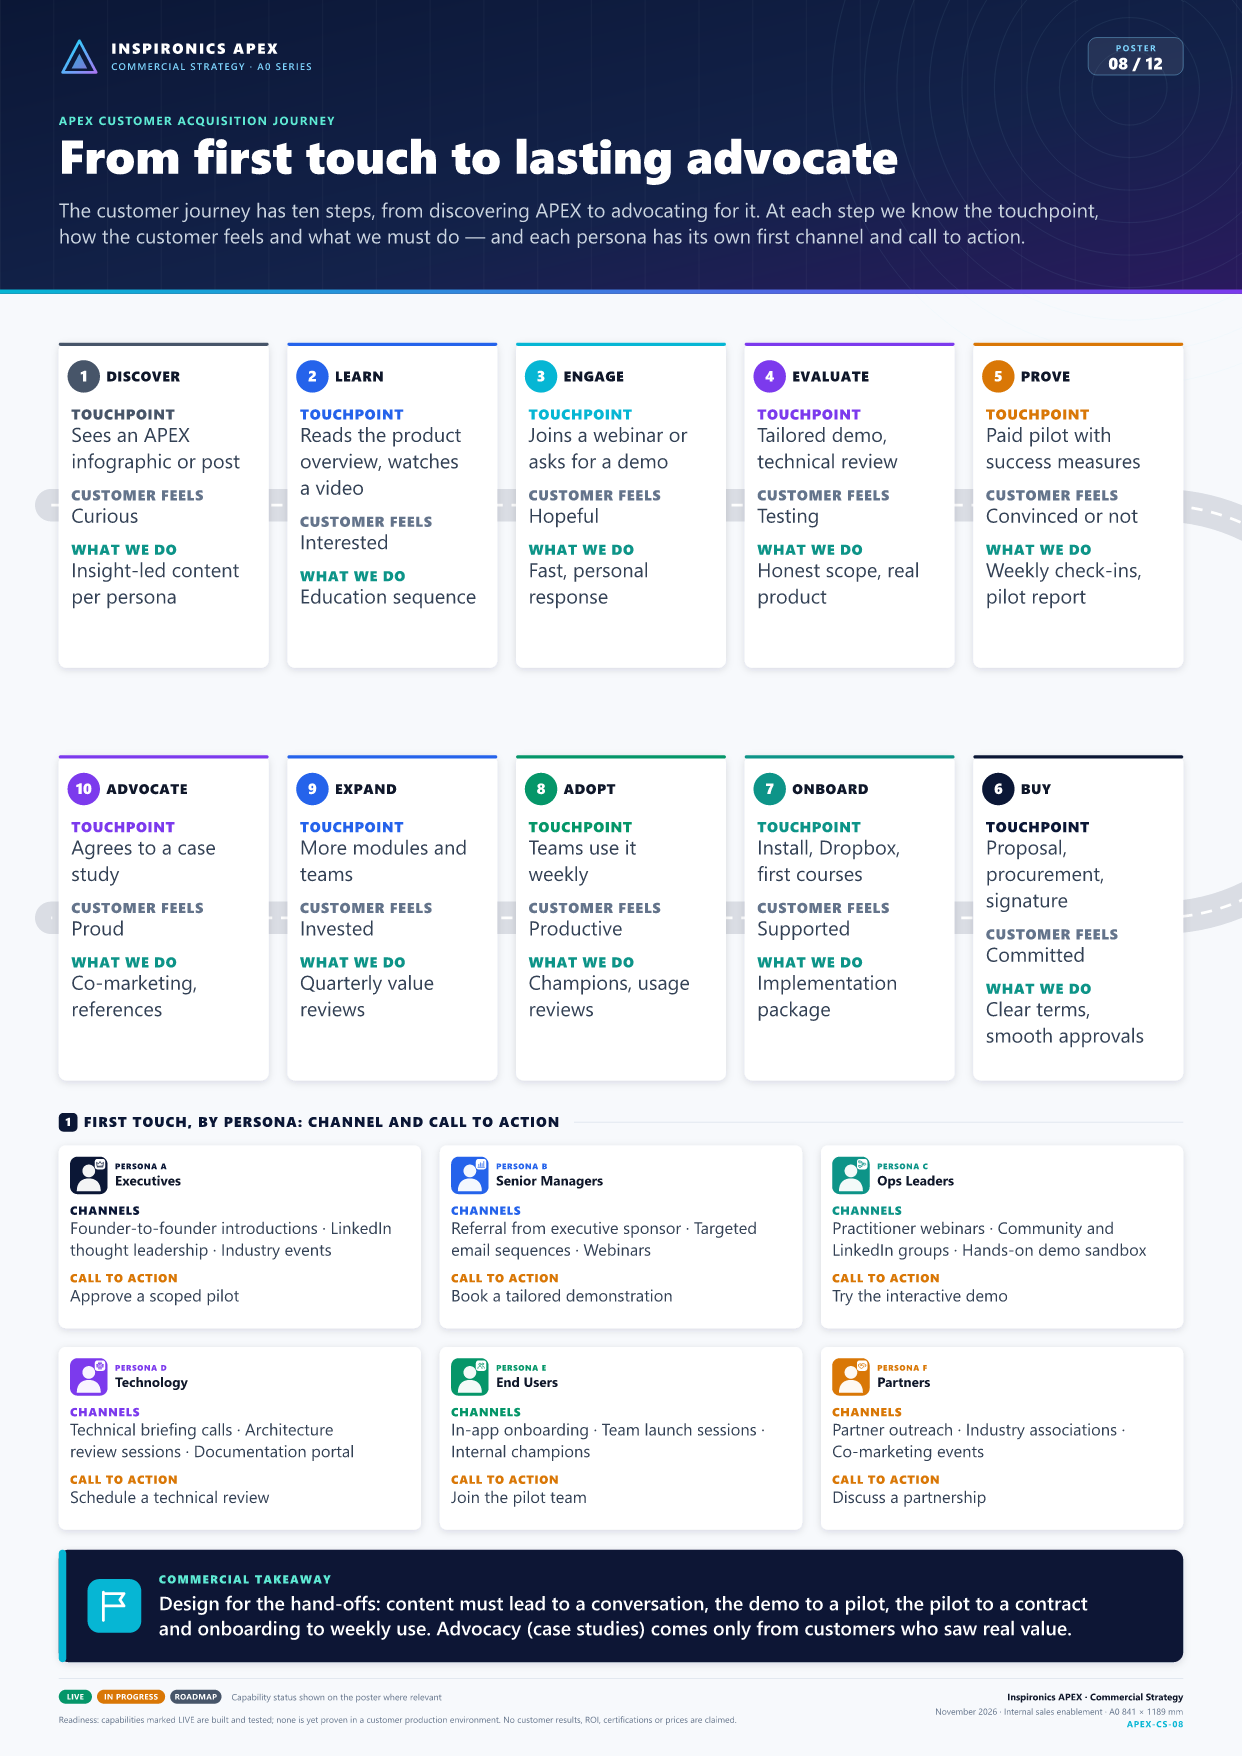 INSPIRONICS APEX
COMMERCIAL STRATEGY · A0 SERIES
POSTER
08 / 12
APEX CUSTOMER ACQUISITION JOURNEY
From first touch to lasting advocate
The customer journey has ten steps, from discovering APEX to advocating for it. At each step we know the touchpoint,
how the customer feels and what we must do — and each persona has its own first channel and call to action.
1 DISCOVER
TOUCHPOINT
Sees an APEX
infographic or post
CUSTOMER FEELS
Curious
WHAT WE DO
Insight-led content
per persona
2 LEARN
TOUCHPOINT
Reads the product
overview, watches
a video
CUSTOMER FEELS
Interested
WHAT WE DO
Education sequence
3 ENGAGE
TOUCHPOINT
Joins a webinar or
asks for a demo
CUSTOMER FEELS
Hopeful
WHAT WE DO
Fast, personal
response
4 EVALUATE
TOUCHPOINT
Tailored demo,
technical review
CUSTOMER FEELS
Testing
WHAT WE DO
Honest scope, real
product
5 PROVE
TOUCHPOINT
Paid pilot with
success measures
CUSTOMER FEELS
Convinced or not
WHAT WE DO
Weekly check-ins,
pilot report
10 ADVOCATE
TOUCHPOINT
Agrees to a case
study
CUSTOMER FEELS
Proud
WHAT WE DO
Co-marketing,
references
9 EXPAND
TOUCHPOINT
More modules and
teams
CUSTOMER FEELS
Invested
WHAT WE DO
Quarterly value
reviews
8 ADOPT
TOUCHPOINT
Teams use it
weekly
CUSTOMER FEELS
Productive
WHAT WE DO
Champions, usage
reviews
7 ONBOARD
TOUCHPOINT
Install, Dropbox,
first courses
CUSTOMER FEELS
Supported
WHAT WE DO
Implementation
package
6 BUY
TOUCHPOINT
Proposal,
procurement,
signature
CUSTOMER FEELS
Committed
WHAT WE DO
Clear terms,
smooth approvals
1 FIRST TOUCH, BY PERSONA: CHANNEL AND CALL TO ACTION
PERSONA A
Executives
CHANNELS
Founder-to-founder introductions · LinkedIn
thought leadership · Industry events
CALL TO ACTION
Approve a scoped pilot
PERSONA B
Senior Managers
CHANNELS
Referral from executive sponsor · Targeted
email sequences · Webinars
CALL TO ACTION
Book a tailored demonstration
PERSONA C
Ops Leaders
CHANNELS
Practitioner webinars · Community and
LinkedIn groups · Hands-on demo sandbox
CALL TO ACTION
Try the interactive demo
PERSONA D
Technology
CHANNELS
Technical briefing calls · Architecture
review sessions · Documentation portal
CALL TO ACTION
Schedule a technical review
PERSONA E
End Users
CHANNELS
In-app onboarding · Team launch sessions ·
Internal champions
CALL TO ACTION
Join the pilot team
PERSONA F
Partners
CHANNELS
Partner outreach · Industry associations ·
Co-marketing events
CALL TO ACTION
Discuss a partnership
COMMERCIAL TAKEAWAY
Design for the hand-offs: content must lead to a conversation, the demo to a pilot, the pilot to a contract
and onboarding to weekly use. Advocacy (case studies) comes only from customers who saw real value.
LIVE IN PROGRESS ROADMAP Capability status shown on the poster where relevant
Readiness: capabilities marked LIVE are built and tested; none is yet proven in a customer production environment. No customer results, ROI, certifications or prices are claimed.
Inspironics APEX · Commercial Strategy
November 2026 · Internal sales enablement · A0 841 × 1189 mm
APEX-CS-08